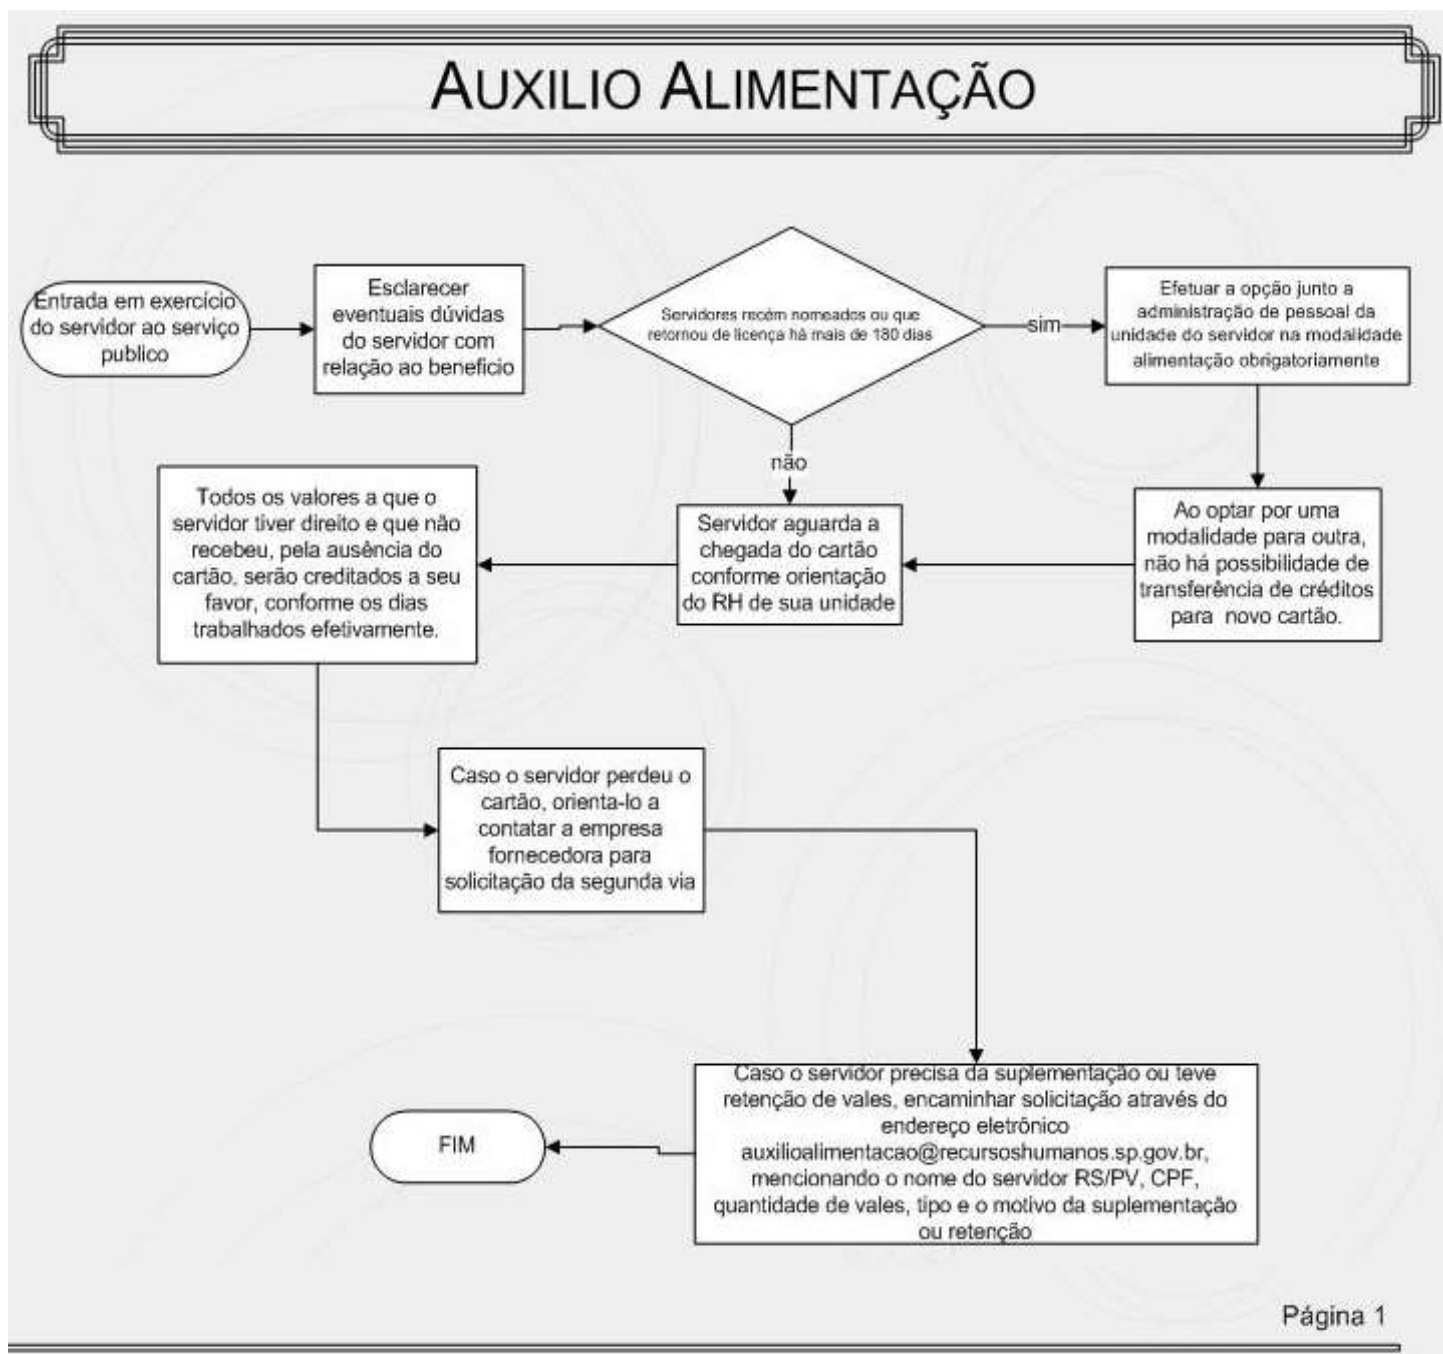 AUXILIO ALIMENTAÇÃO
Entrada em exercício
do servidor ao serviço
publico
Esclarecer
eventuais dúvidas
do servidor com
relação ao beneficio
Servidores recém nomeados ou que
retornou de licença há mais de 180 dias
sim
Efetuar a opção junto a
administração de pessoal da
unidade do servidor na modalidade
alimentação obrigatoriamente
não
Ao optar por uma
modalidade para outra,
não há possibilidade de
transferência de créditos
para novo cartão.
Servidor aguarda a
chegada do cartão
conforme orientação
do RH de sua unidade
Todos os valores a que o
servidor tiver direito e que não
recebeu, pela ausência do
cartão, serão creditados a seu
favor, conforme os dias
trabalhados efetivamente.
Caso o servidor perdeu o
cartão, orienta-lo a
contatar a empresa
fornecedora para
solicitação da segunda via
Caso o servidor precisa da suplementação ou teve
retenção de vales, encaminhar solicitação através do
endereço eletrônico
auxilioalimentacao@recursoshumanos.sp.gov.br,
mencionando o nome do servidor RS/PV, CPF,
quantidade de vales, tipo e o motivo da suplementação
ou retenção
FIM
Página 1